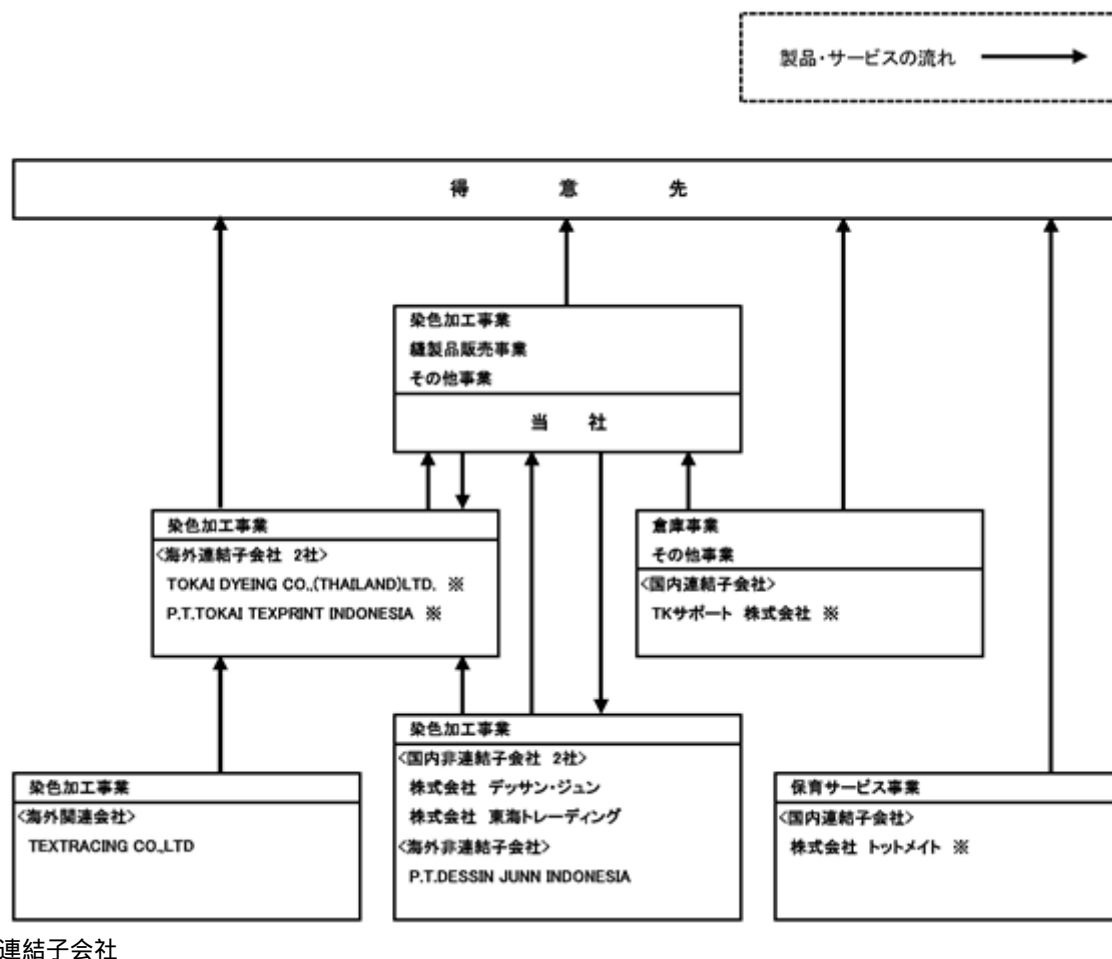 製品・サービスの流れ
得意先
染色加工事業
縫製品販売事業
その他事業
当社
染色加工事業
<海外連結子会社 2社>
TOKAI DYEING CO.,(THAILAND)LTD. ※
P.T.TOKAI TEXPRINT INDONESIA ※
倉庫事業
その他事業
<国内連結子会社>
TKサポート 株式会社 ※
染色加工事業
<国内非連結子会社 2社>
株式会社 デッサン・ジュン
株式会社 東海トレーディング
<海外非連結子会社>
P.T.DESSIN JUNN INDONESIA
染色加工事業
<海外関連会社>
TEXTRACING CO.,LTD
保育サービス事業
<国内連結子会社>
株式会社 トットメイト ※
連結子会社